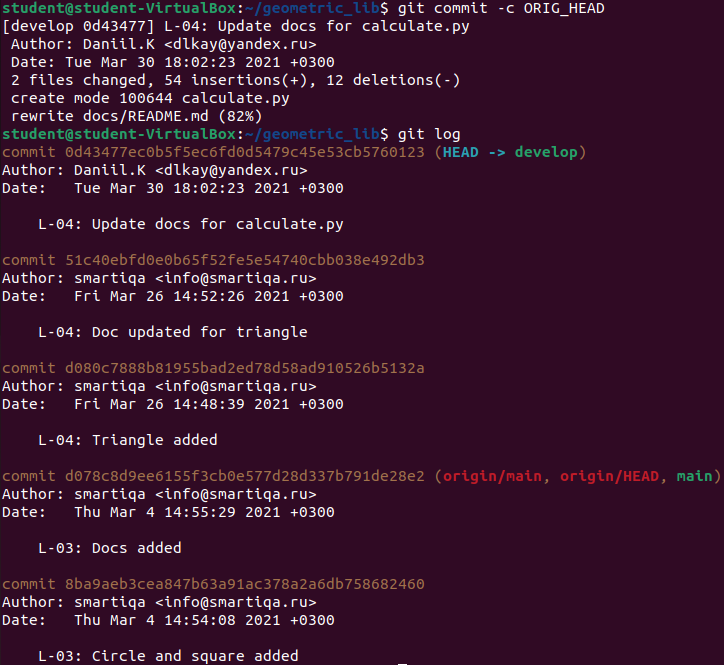 student@student-VirtualBox:~/geometric_lib$ git commit -c ORIG_HEAD
[develop 0d43477] L-04: Update docs for calculate.py
 Author: Daniil.K <dlkay@yandex.ru>
 Date: Tue Mar 30 18:02:23 2021 +0300
 2 files changed, 54 insertions(+), 12 deletions(-)
 create mode 100644 calculate.py
 rewrite docs/README.md (82%)
student@student-VirtualBox:~/geometric_lib$ git log
commit 0d43477ec0b5f5ec6fd0d5479c45e53cb5760123 (HEAD -> develop)
Author: Daniil.K <dlkay@yandex.ru>
Date:   Tue Mar 30 18:02:23 2021 +0300

    L-04: Update docs for calculate.py

commit 51c40ebfd0e0b65f52fe5e54740cbb038e492db3
Author: smartiqa <info@smartiqa.ru>
Date:   Fri Mar 26 14:52:26 2021 +0300

    L-04: Doc updated for triangle

commit d080c7888b81955bad2ed78d58ad910526b5132a
Author: smartiqa <info@smartiqa.ru>
Date:   Fri Mar 26 14:48:39 2021 +0300

    L-04: Triangle added

commit d078c8d9ee6155f3cb0e577d28d337b791de28e2 (origin/main, origin/HEAD, main)
Author: smartiqa <info@smartiqa.ru>
Date:   Thu Mar 4 14:55:29 2021 +0300

    L-03: Docs added

commit 8ba9aeb3cea847b63a91ac378a2a6db758682460
Author: smartiqa <info@smartiqa.ru>
Date:   Thu Mar 4 14:54:08 2021 +0300

    L-03: Circle and square added